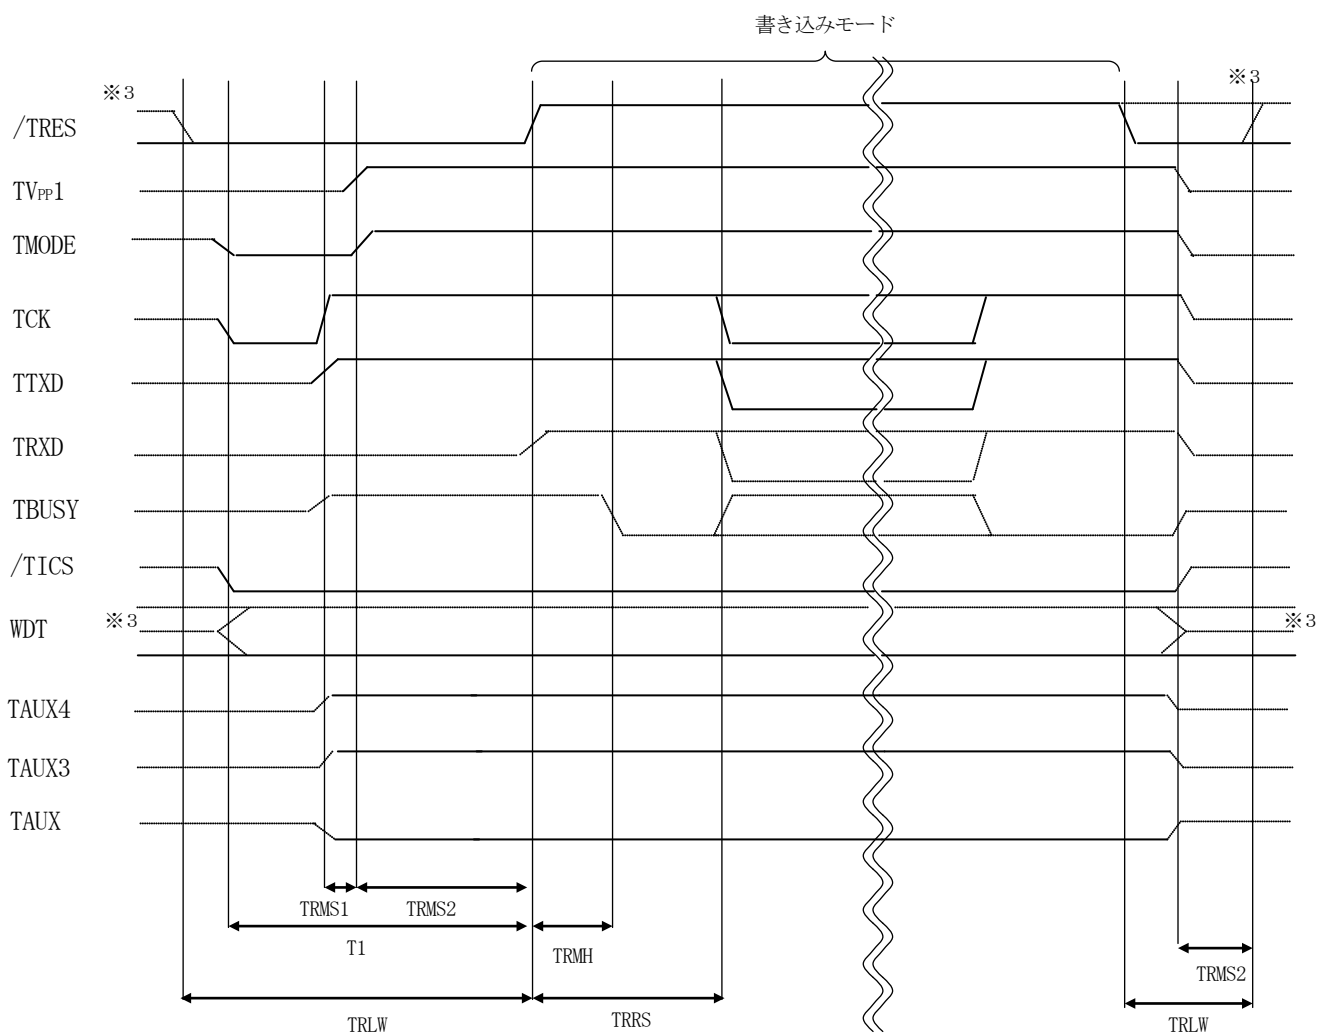 書き込みモード
※3
※3
/TRES
TVPP1
TMODE
TCK
TTXD
TRXD
TBUSY
/TICS
※3
※3
WDT
TAUX4
TAUX3
TAUX
TRMS1
TRMS2
T1
TRMH
TRMS2
TRLW
TRRS
TRLW